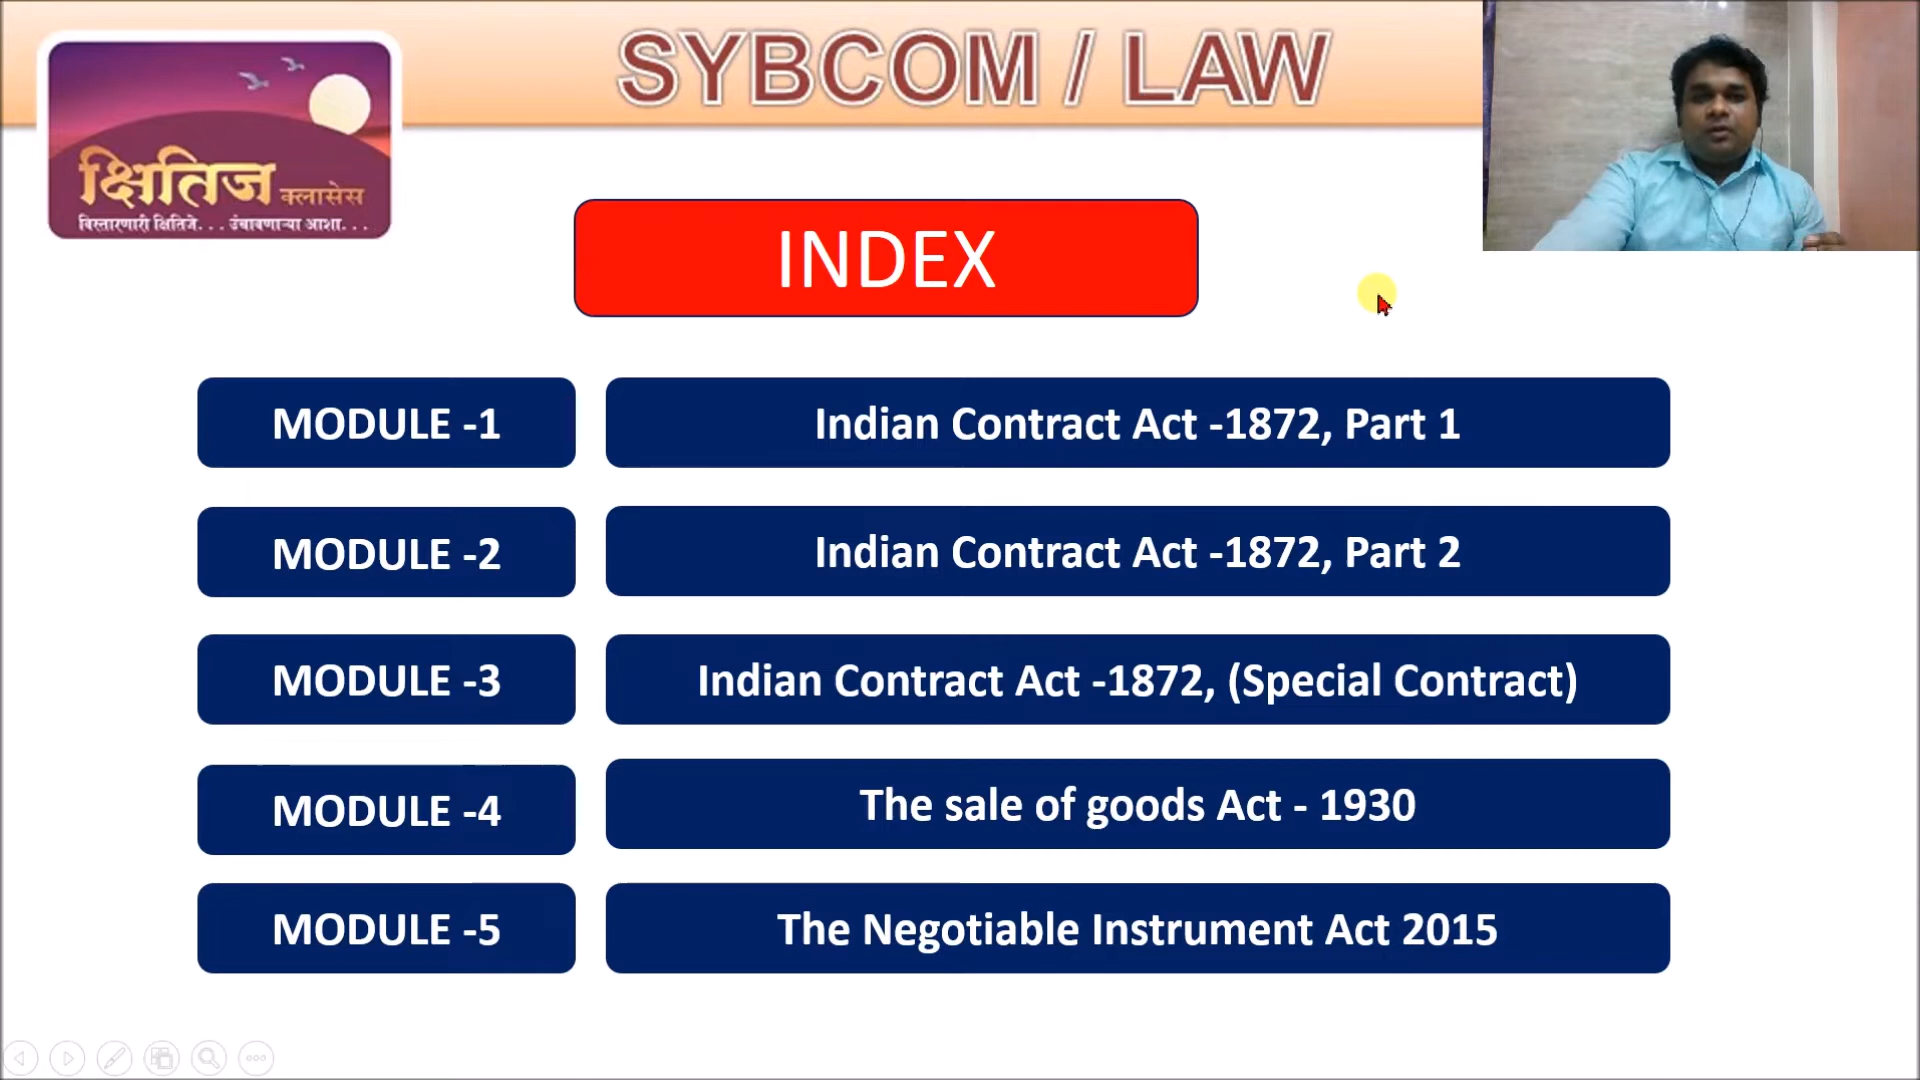 SYBCOM / LAW
क्षितिज क्लासेस
विस्तारणारी क्षितिजे... उंचावणाऱ्या आशा...
INDEX
MODULE -1
Indian Contract Act -1872, Part 1
MODULE -2
Indian Contract Act -1872, Part 2
MODULE -3
Indian Contract Act -1872, (Special Contract)
MODULE -4
The sale of goods Act - 1930
MODULE -5
The Negotiable Instrument Act 2015